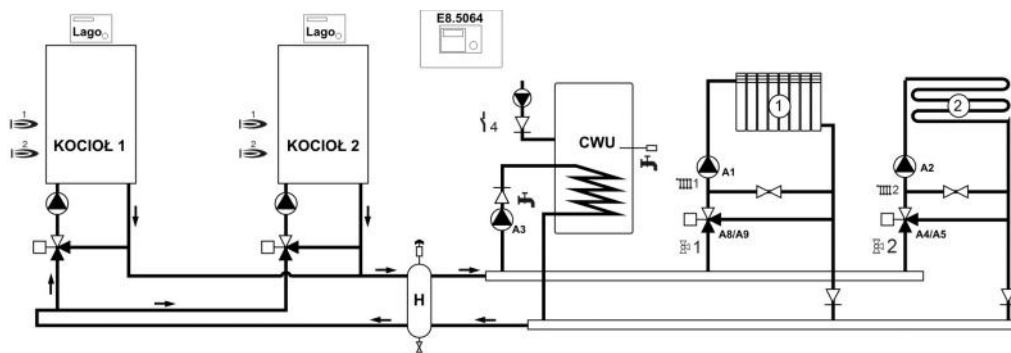 Lago
Lago
E8.5064
1
2
KOCIOŁ 1
1
2
KOCIOŁ 2
4
CWU
1
2
A1
1
A2
2
A3
A8/A9
A4/A5
1
2
H